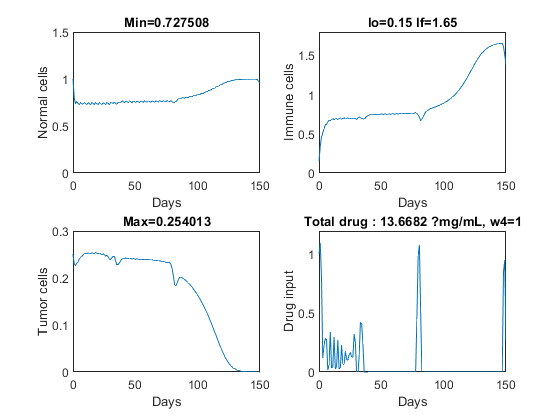 Min=0.727508
1.5
1
0.5
0
Normal cells
0 50 100 150
Days
Io=0.15 If=1.65
1.5
1
0.5
0
Immune cells
0 50 100 150
Days
Max=0.254013
0.3
0.2
0.1
0
Tumor cells
0 50 100 150
Days
Total drug : 13.6682 ?mg/mL, w4=1
1
0.5
0
Drug input
0 50 100 150
Days